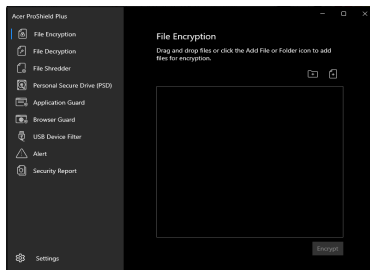 Acer ProShield Plus
File Encryption
File Decryption
File Shredder
Personal Secure Drive (PSD)
Application Guard
Browser Guard
USB Device Filter
Alert
Security Report
Settings
File Encryption
Drag and drop files or click the Add File or Folder icon to add
files for encryption.
Encrypt